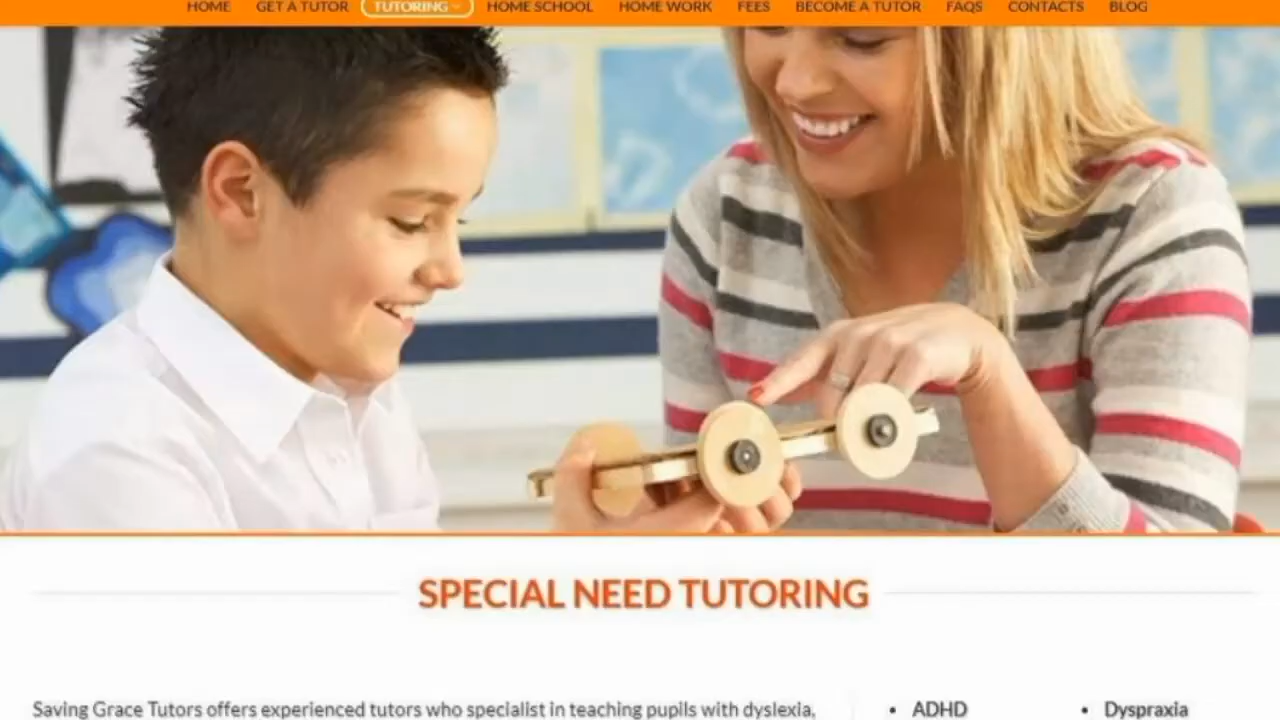 HOME GET A TUTOR TUTORING HOME SCHOOL HOME WORK FEES BECOME A TUTOR FAQS CONTACTS BLOG
SPECIAL NEED TUTORING
Saving Grace Tutors offers experienced tutors who specialist in teaching pupils with dyslexia, • ADHD • Dyspraxia